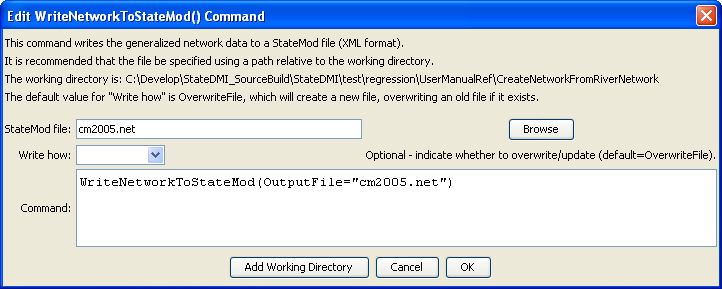 Edit WriteNetworkToStateMod() Command
This command writes the generalized network data to a StateMod file (XML format).
It is recommended that the file be specified using a path relative to the working directory.
The working directory is: C:\Develop\StateDMI_SourceBuild\StateDMI\test\regression\UserManualRef\CreateNetworkFromRiverNetwork
The default value for "Write how" is OverwriteFile, which will create a new file, overwriting an old file if it exists.
StateMod file: cm2005.net Browse
Write how: Optional - indicate whether to overwrite/update (default=OverwriteFile).
WriteNetworkToStateMod(OutputFile="cm2005.net")
Command:
Add Working Directory Cancel OK